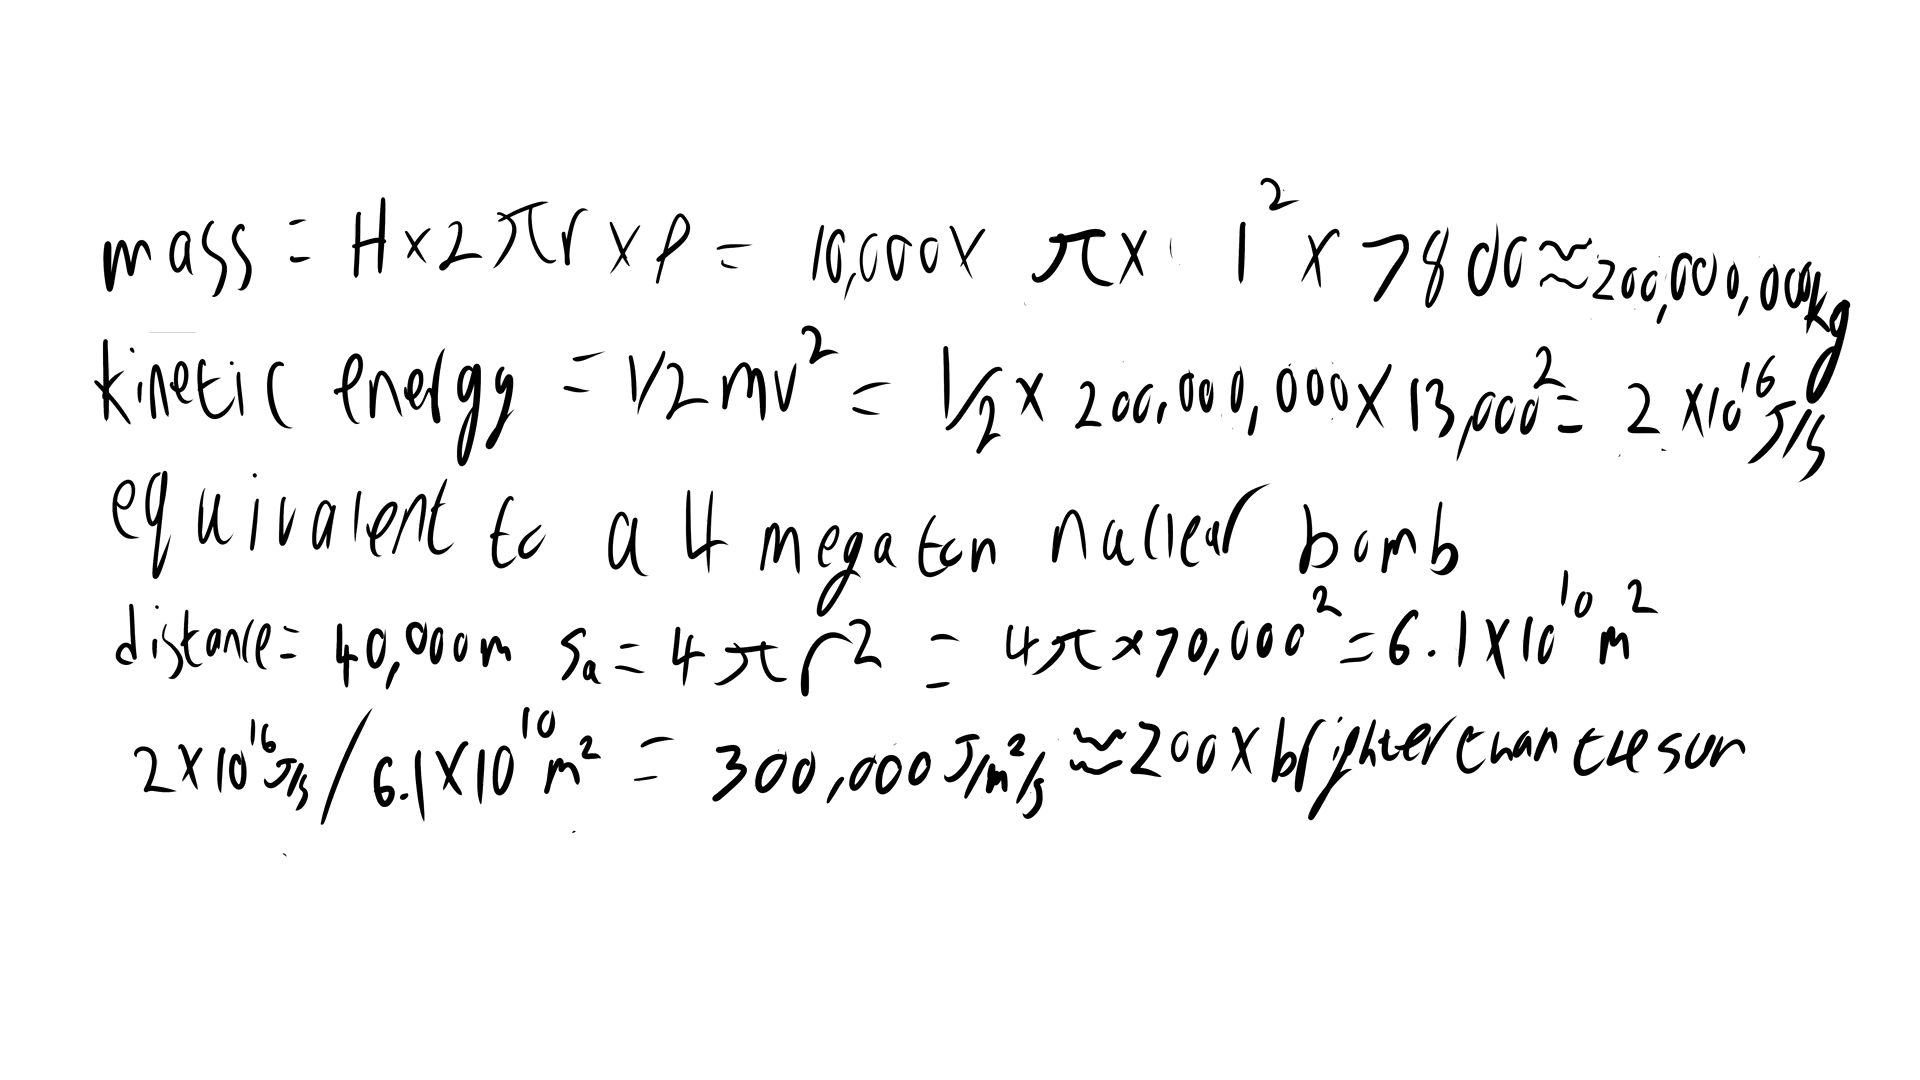 mass = H×2πr×ρ = 10,000× π× 1² × 7800 ≈ 200,000,000kg
kinetic energy = 1/2 mv² = 1/2 × 200,000,000 × 13,000² = 2 ×10¹⁶ J/s
equivalent to a 4 megaton nuclear bomb
distance = 40,000m Sa = 4πr² = 4π×70,000² = 6.1×10¹⁰ m²
2×10¹⁶ J/s / 6.1×10¹⁰ m² = 300,000 J/m²/s ≈ 200× brighter than the sun